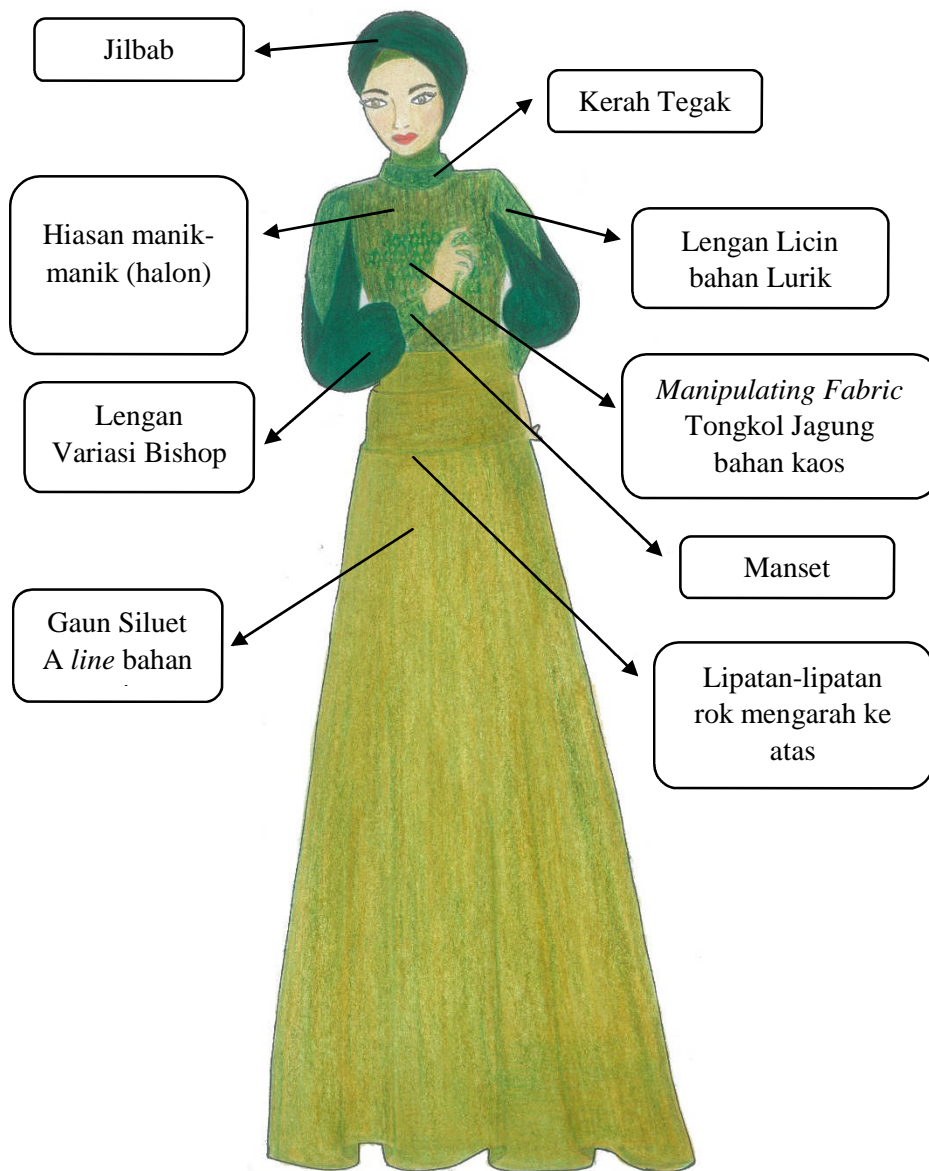 Jilbab
Kerah Tegak
Hiasan manik-
manik (halon)
Lengan Licin
bahan Lurik
Lengan
Variasi Bishop
Manipulating Fabric
Tongkol Jagung
bahan kaos
Manset
Gaun Siluet
A line bahan
Lipatan-lipatan
rok mengarah ke
atas